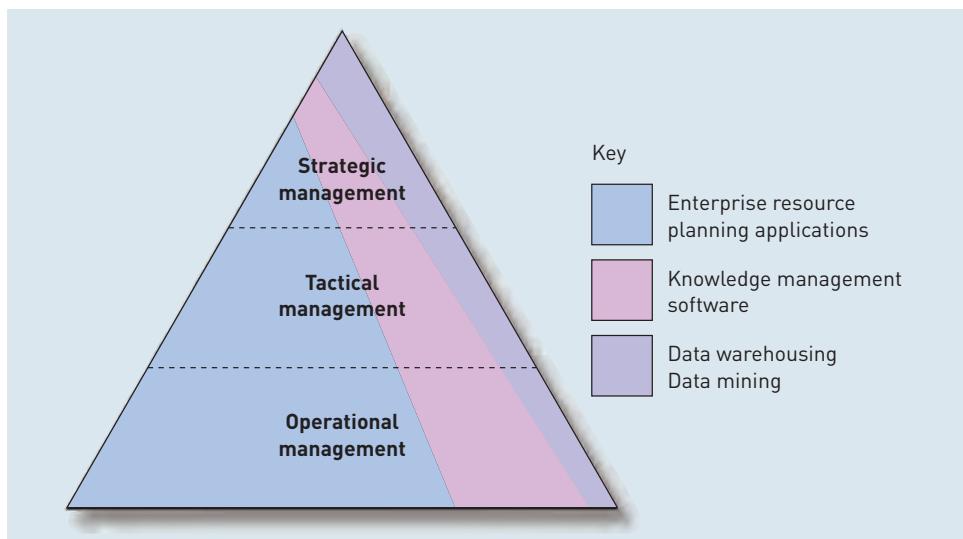 Strategic
management
Tactical
management
Operational
management
Key
Enterprise resource
planning applications
Knowledge management
software
Data warehousing
Data mining